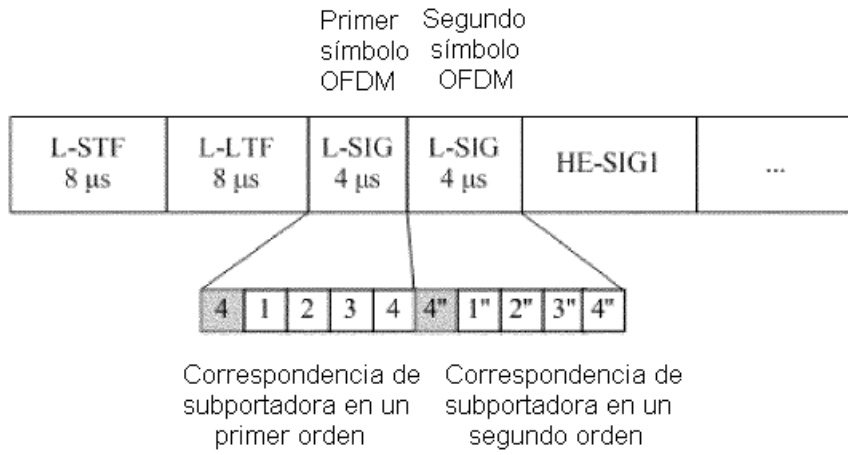 Primer Segundo
símbolo símbolo
OFDM OFDM
L-STF L-LTF L-SIG L-SIG HE-SIG1 ...
8 μs 8 μs 4 μs 4 μs
4 1 2 3 4 4" 1" 2" 3" 4"
Correspondencia de Correspondencia de
subportadora en un subportadora en un
primer orden segundo orden